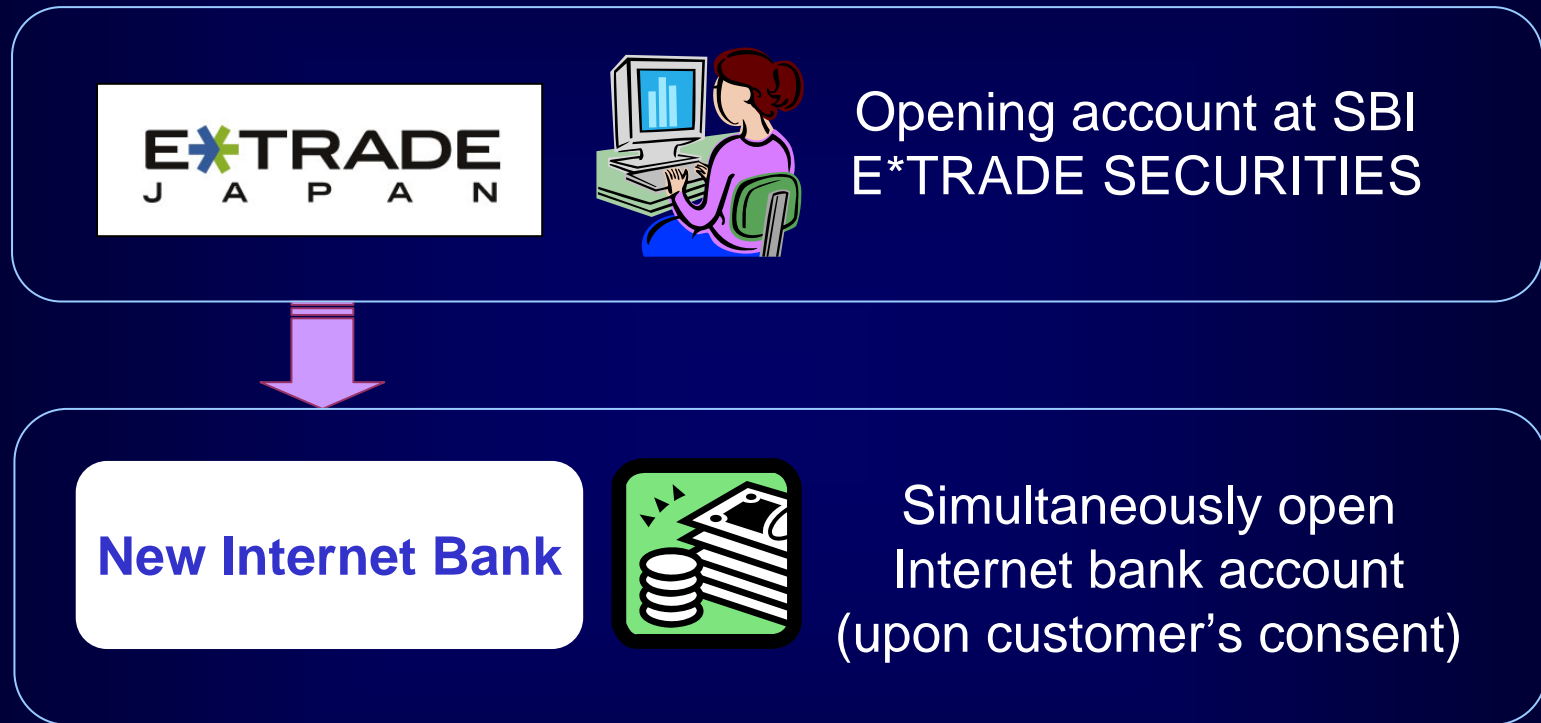 E*TRADE
JAPAN
Opening account at SBI
E*TRADE SECURITIES
New Internet Bank
Simultaneously open
Internet bank account
(upon customer’s consent)